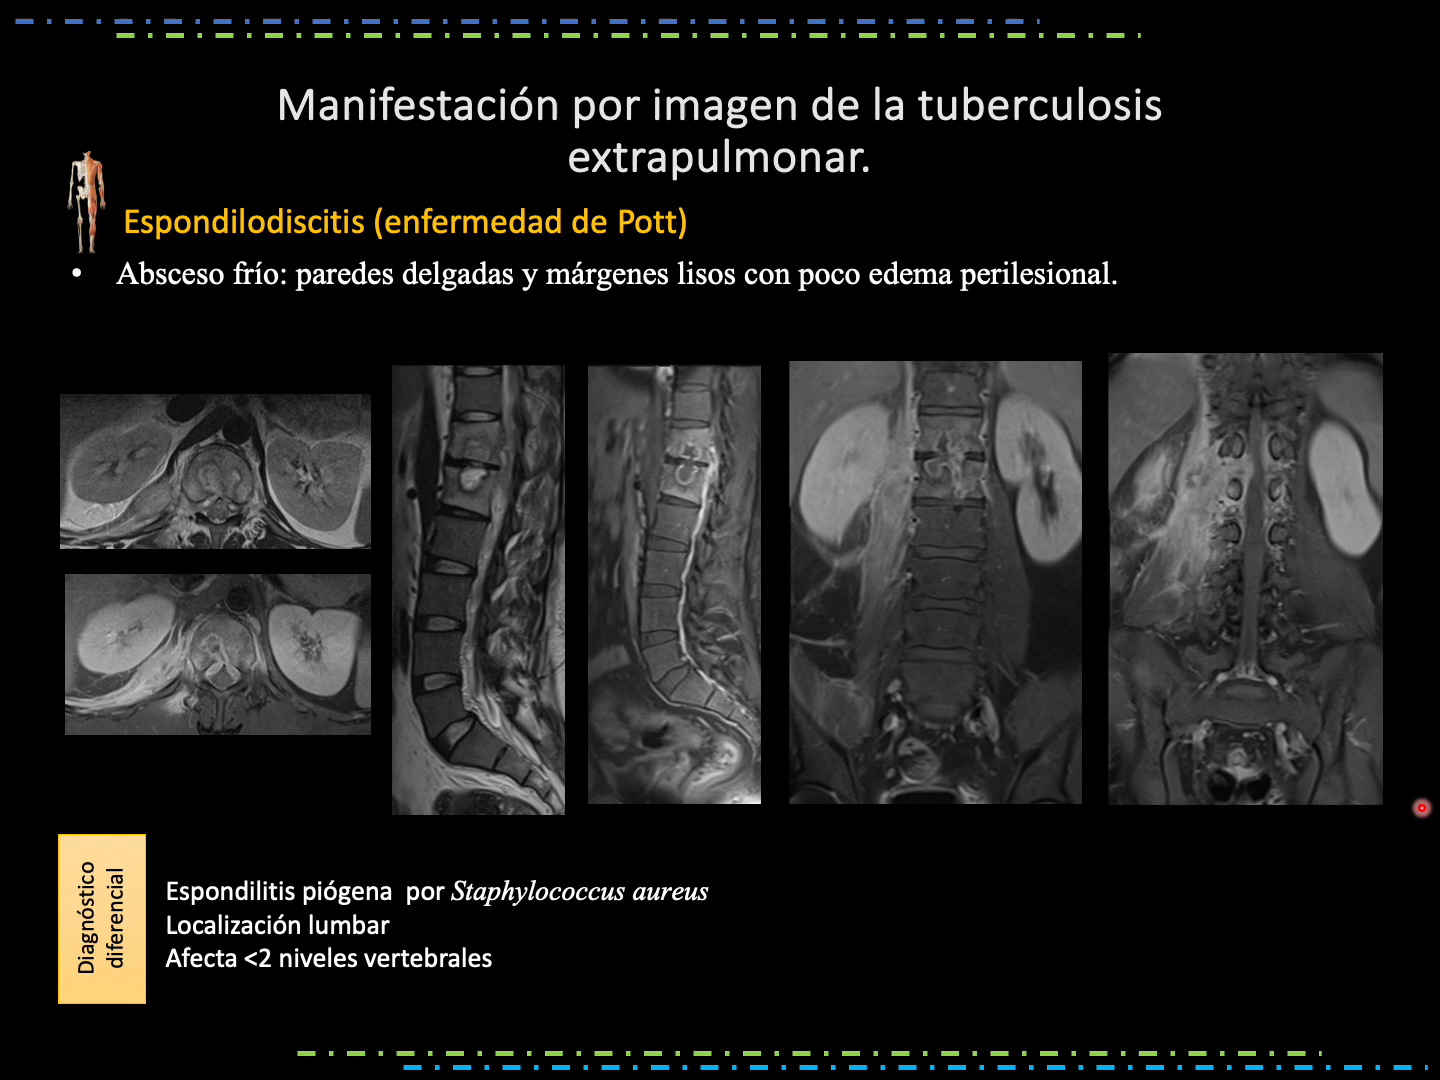 Manifestación por imagen de la tuberculosis
extrapulmonar.
Espondilodiscitis (enfermedad de Pott)
• Absceso frío: paredes delgadas y márgenes lisos con poco edema perilesional.
Diagnóstico
diferencial
Espondilitis piógena  por Staphylococcus aureus
Localización lumbar
Afecta <2 niveles vertebrales